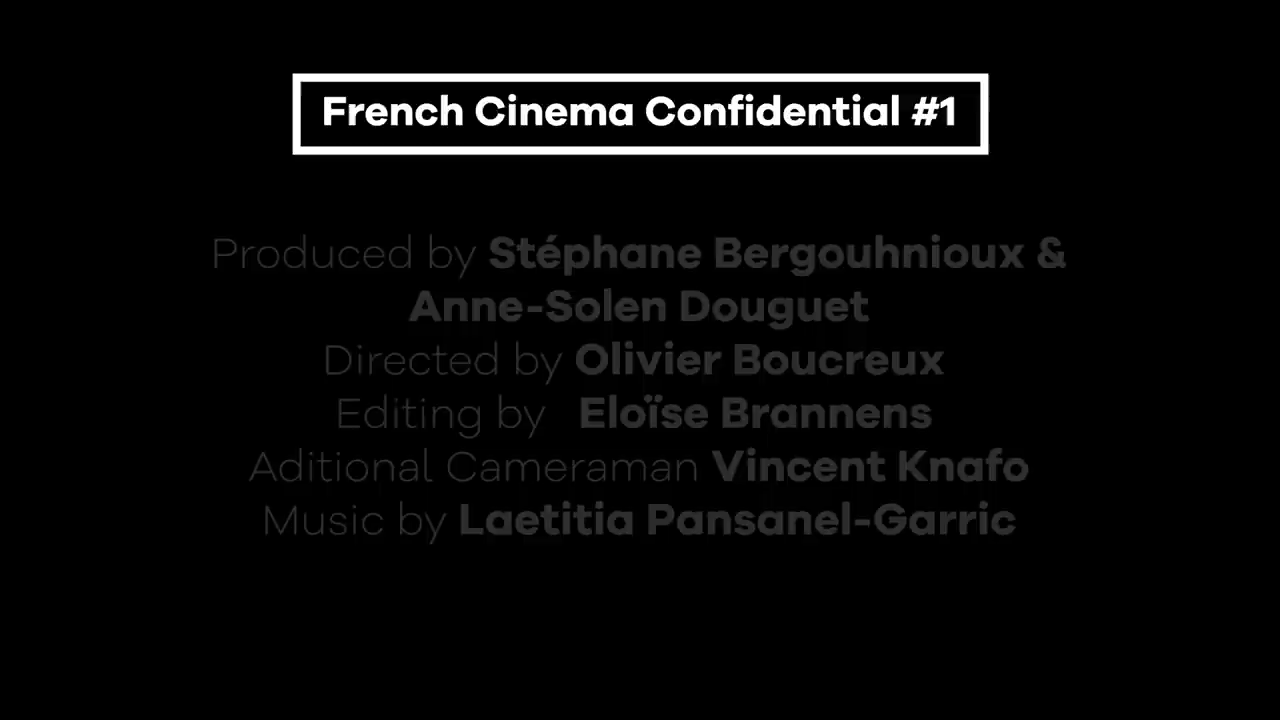 French Cinema Confidential #1
Produced by Stéphane Bergouhnioux &
Anne-Solen Douguet
Directed by Olivier Boucreux
Editing by Eloïse Brannens
Aditional Cameraman Vincent Knafo
Music by Laetitia Pansanel-Garric